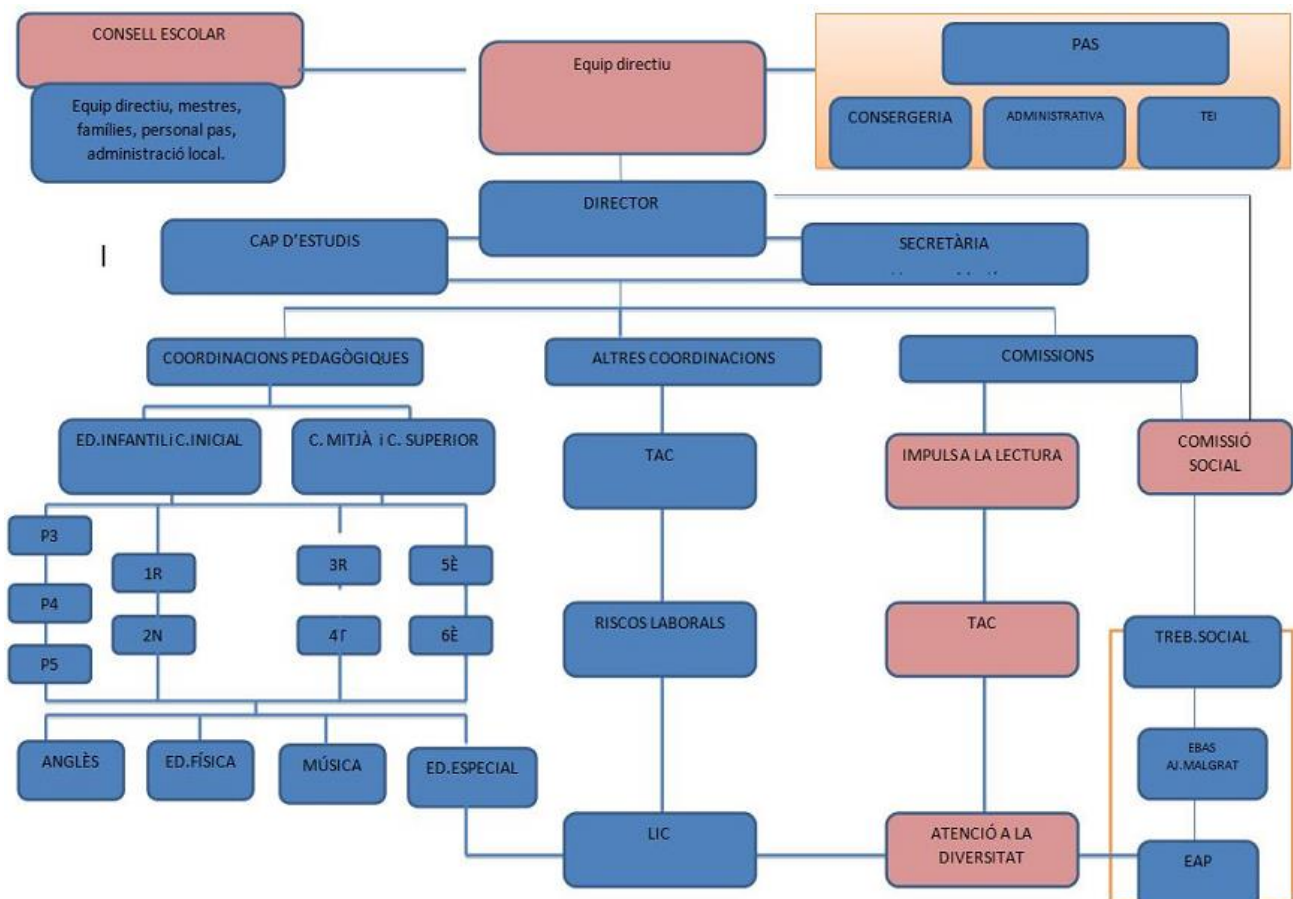 CONSELL ESCOLAR
Equip directiu, mestres,
famílies, personal pas,
administració local.
Equip directiu
PAS
CONSERGERIA
ADMINISTRATIVA
TEI
DIRECTOR
CAP D'ESTUDIS
SECRETÀRIA
COORDINACIONS PEDAGÒGIQUES
ALTRES COORDINACIONS
COMISSIONS
ED.INFANTIL i C.INICIAL
C. MITJÀ i C. SUPERIOR
TAC
IMPULS A LA LECTURA
COMISSIÓ
SOCIAL
P3
P4
P5
1R
2N
3R
4T
5È
6È
RISCOS LABORALS
TAC
TREB.SOCIAL
EBAS
AJ.MALGRAT
ANGLÈS
ED.FÍSICA
MÚSICA
ED.ESPECIAL
LIC
ATENCIÓ A LA
DIVERSITAT
EAP